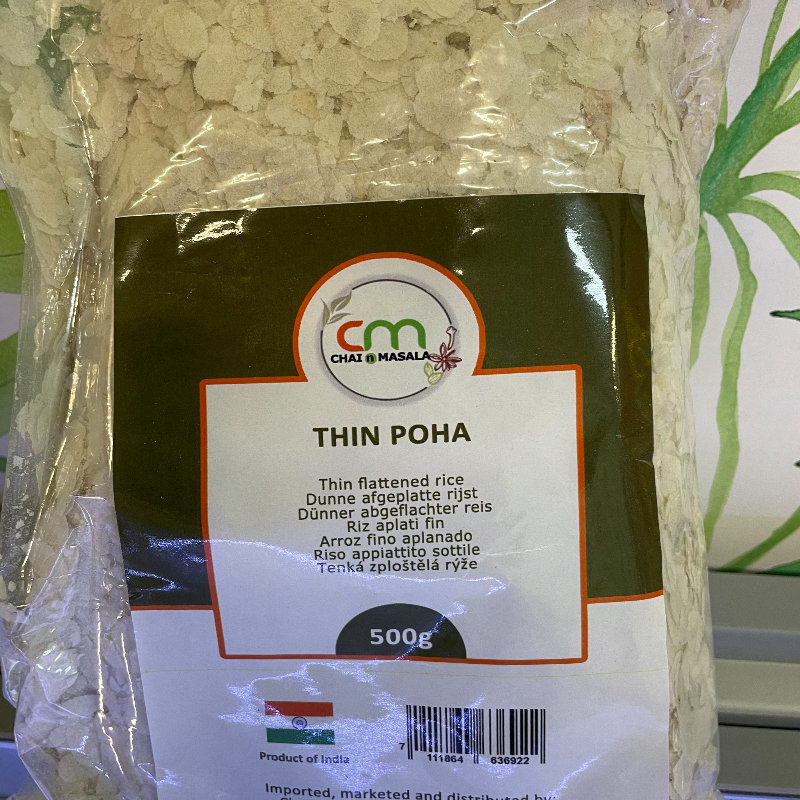 cm
CHAI n MASALA
THIN POHA
Thin flattened rice
Dunne afgeplatte rijst
Dünner abgeflachter reis
Riz aplati fin
Arroz fino aplanado
Riso appiattito sottile
Tenká zploštělá rýže
500g
Product of India
7 111864 636922
Imported, marketed and distributed by: